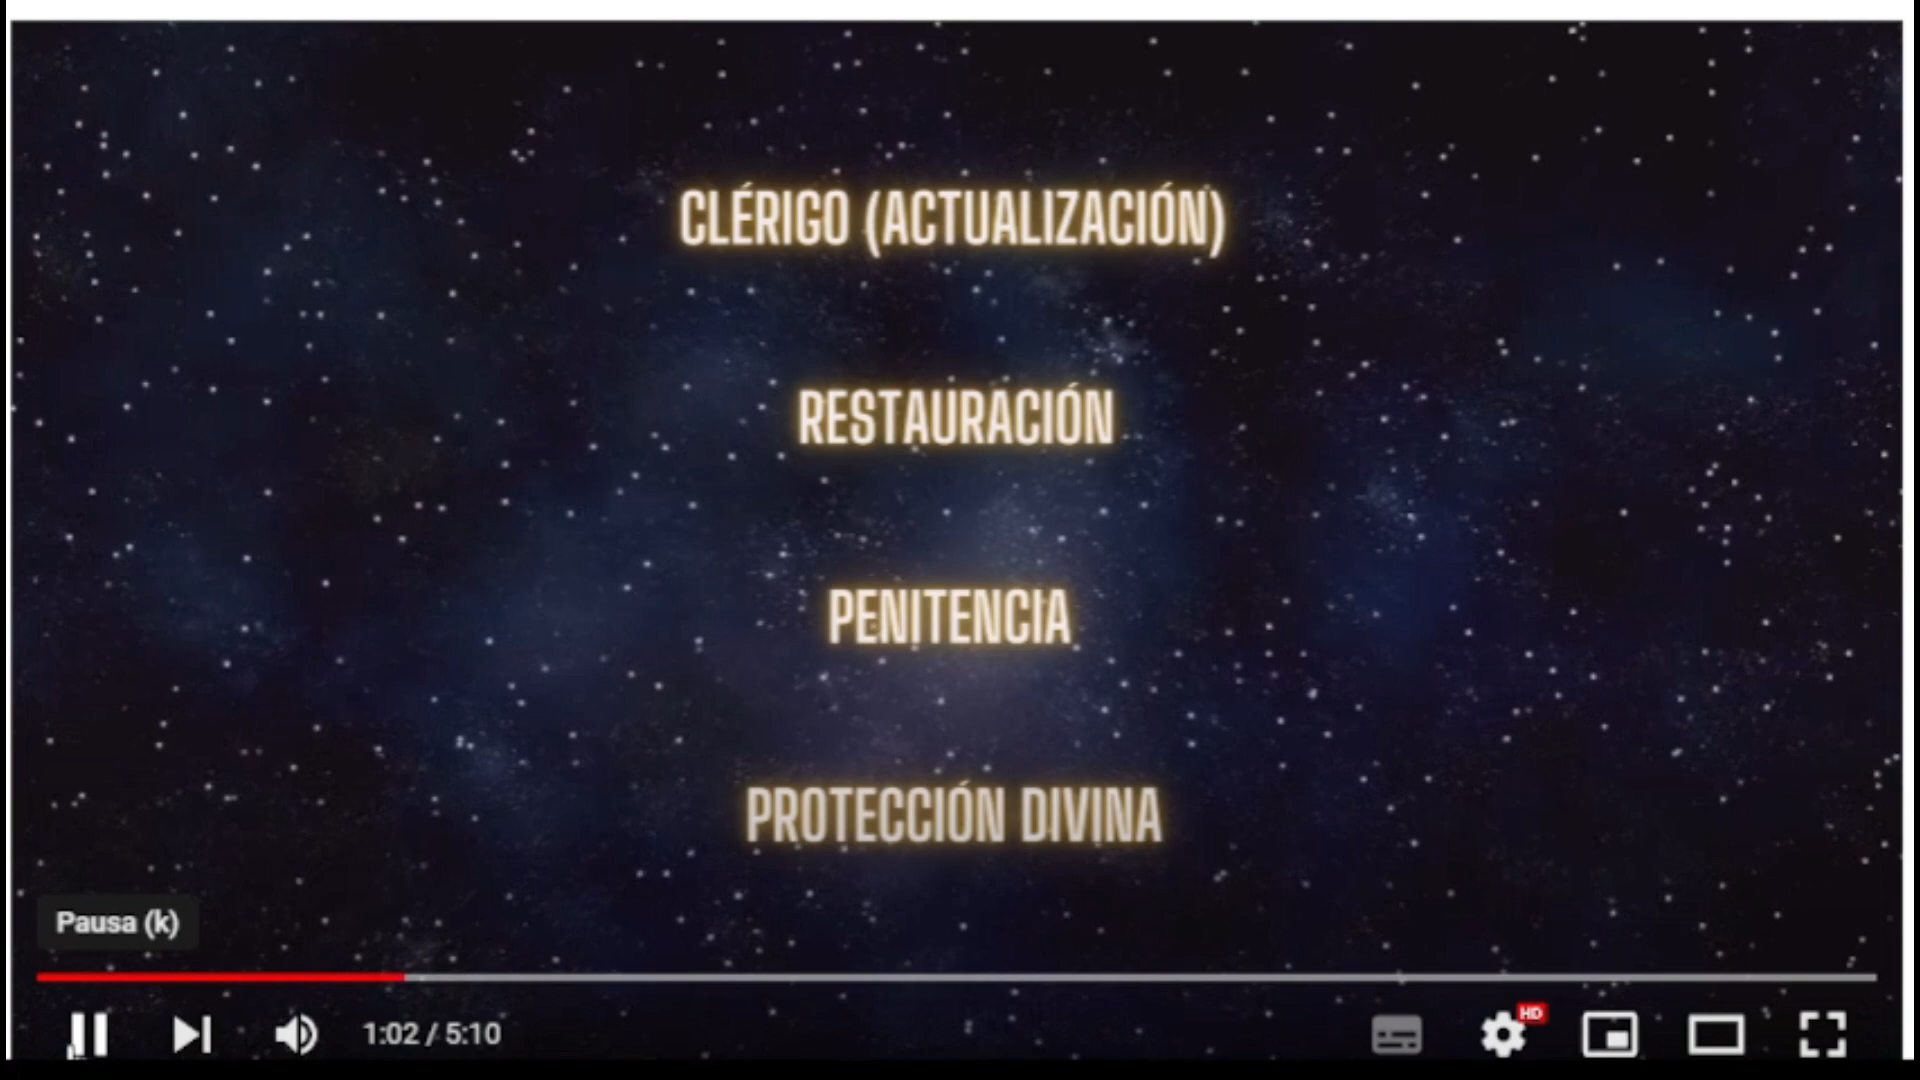 CLÉRIGO (ACTUALIZACIÓN)
RESTAURACIÓN
PENITENCIA
PROTECCIÓN DIVINA
Pausa (k)
1:02 / 5:10
HD